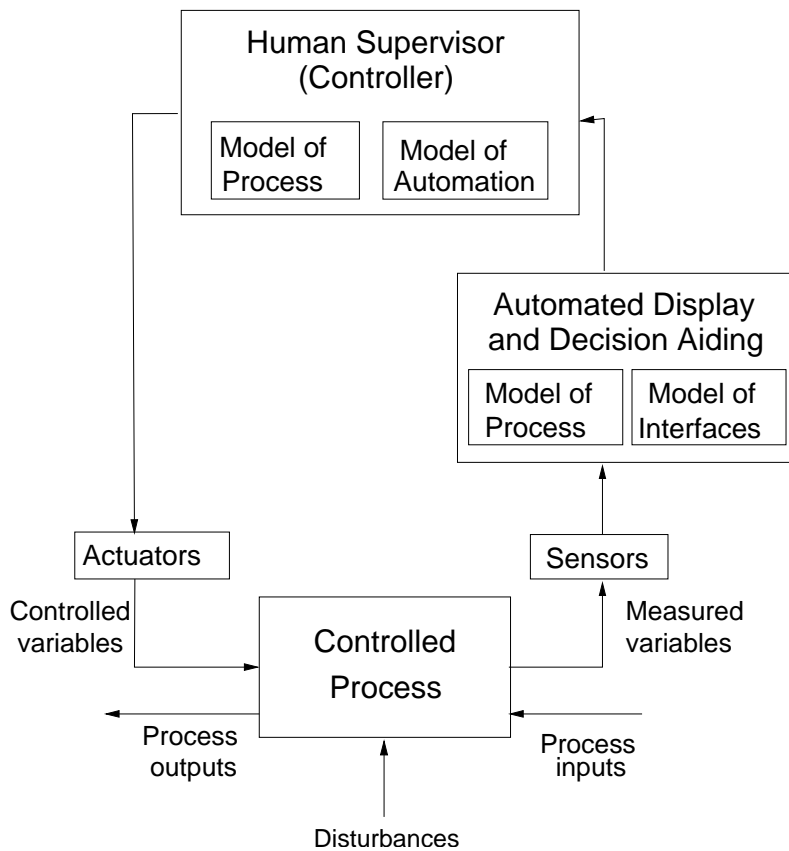 Human Supervisor
(Controller)
Model of
Process
Model of
Automation
Automated Display
and Decision Aiding
Model of
Process
Model of
Interfaces
Actuators
Sensors
Controlled
variables
Controlled
Process
Measured
variables
Process
outputs
Process
inputs
Disturbances